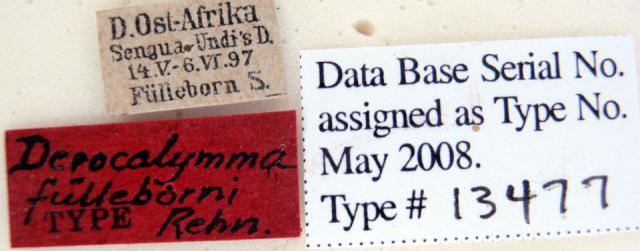 D. Ost-Afrika
Sengua-Undi's D.
14.V-6.VI.97
Fülleborn S.
Derocalymma
fülleborni
TYPE Rehn.
Data Base Serial No.
assigned as Type No.
May 2008.
Type # 13477